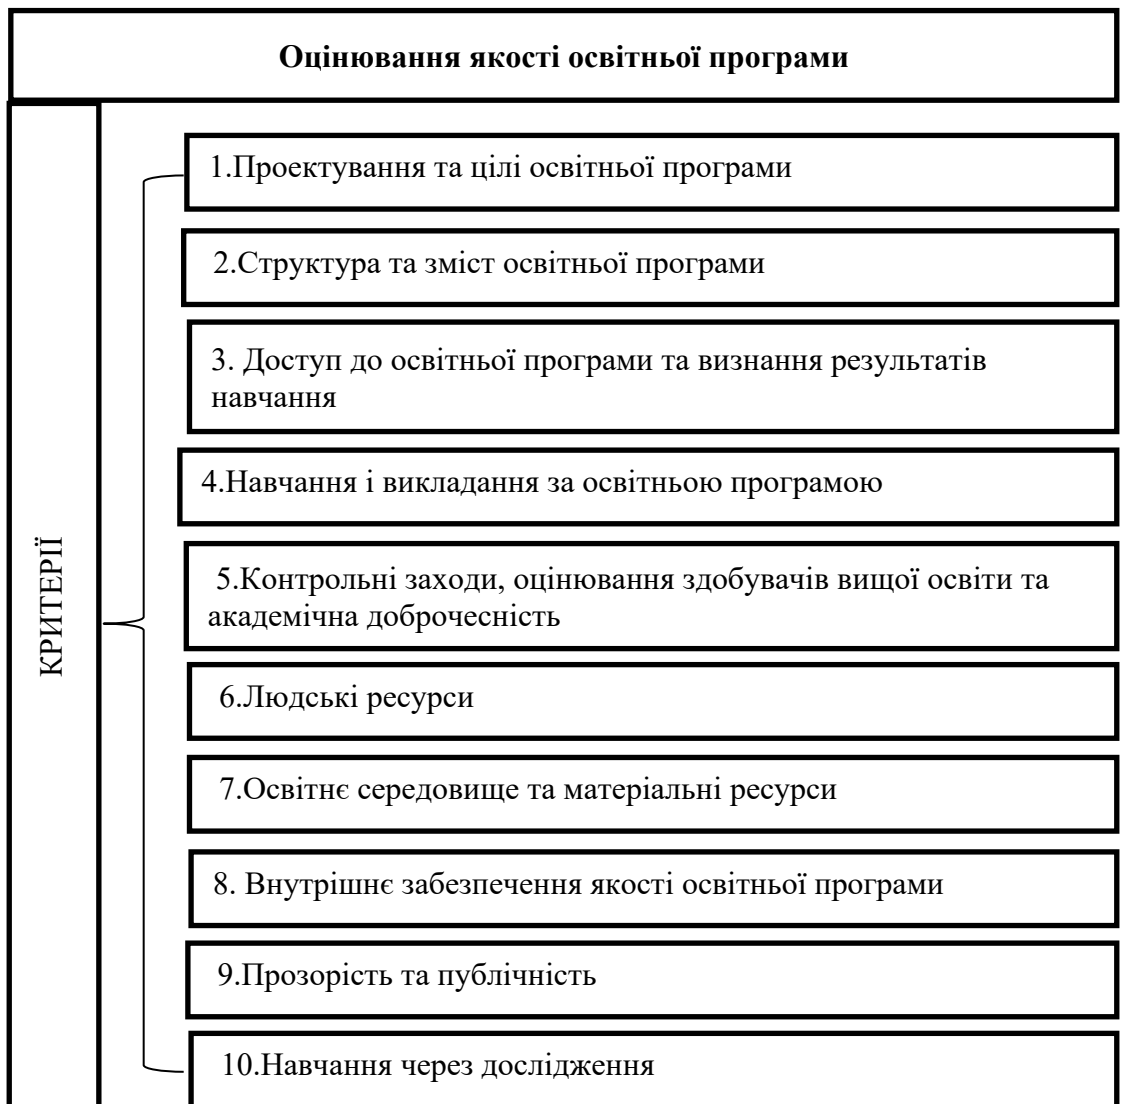 Оцінювання якості освітньої програми
КРИТЕРІЇ
1.Проектування та цілі освітньої програми
2.Структура та зміст освітньої програми
3. Доступ до освітньої програми та визнання результатів
навчання
4.Навчання і викладання за освітньою програмою
5.Контрольні заходи, оцінювання здобувачів вищої освіти та
академічна доброчесність
6.Людські ресурси
7.Освітнє середовище та матеріальні ресурси
8. Внутрішнє забезпечення якості освітньої програми
9.Прозорість та публічність
10.Навчання через дослідження